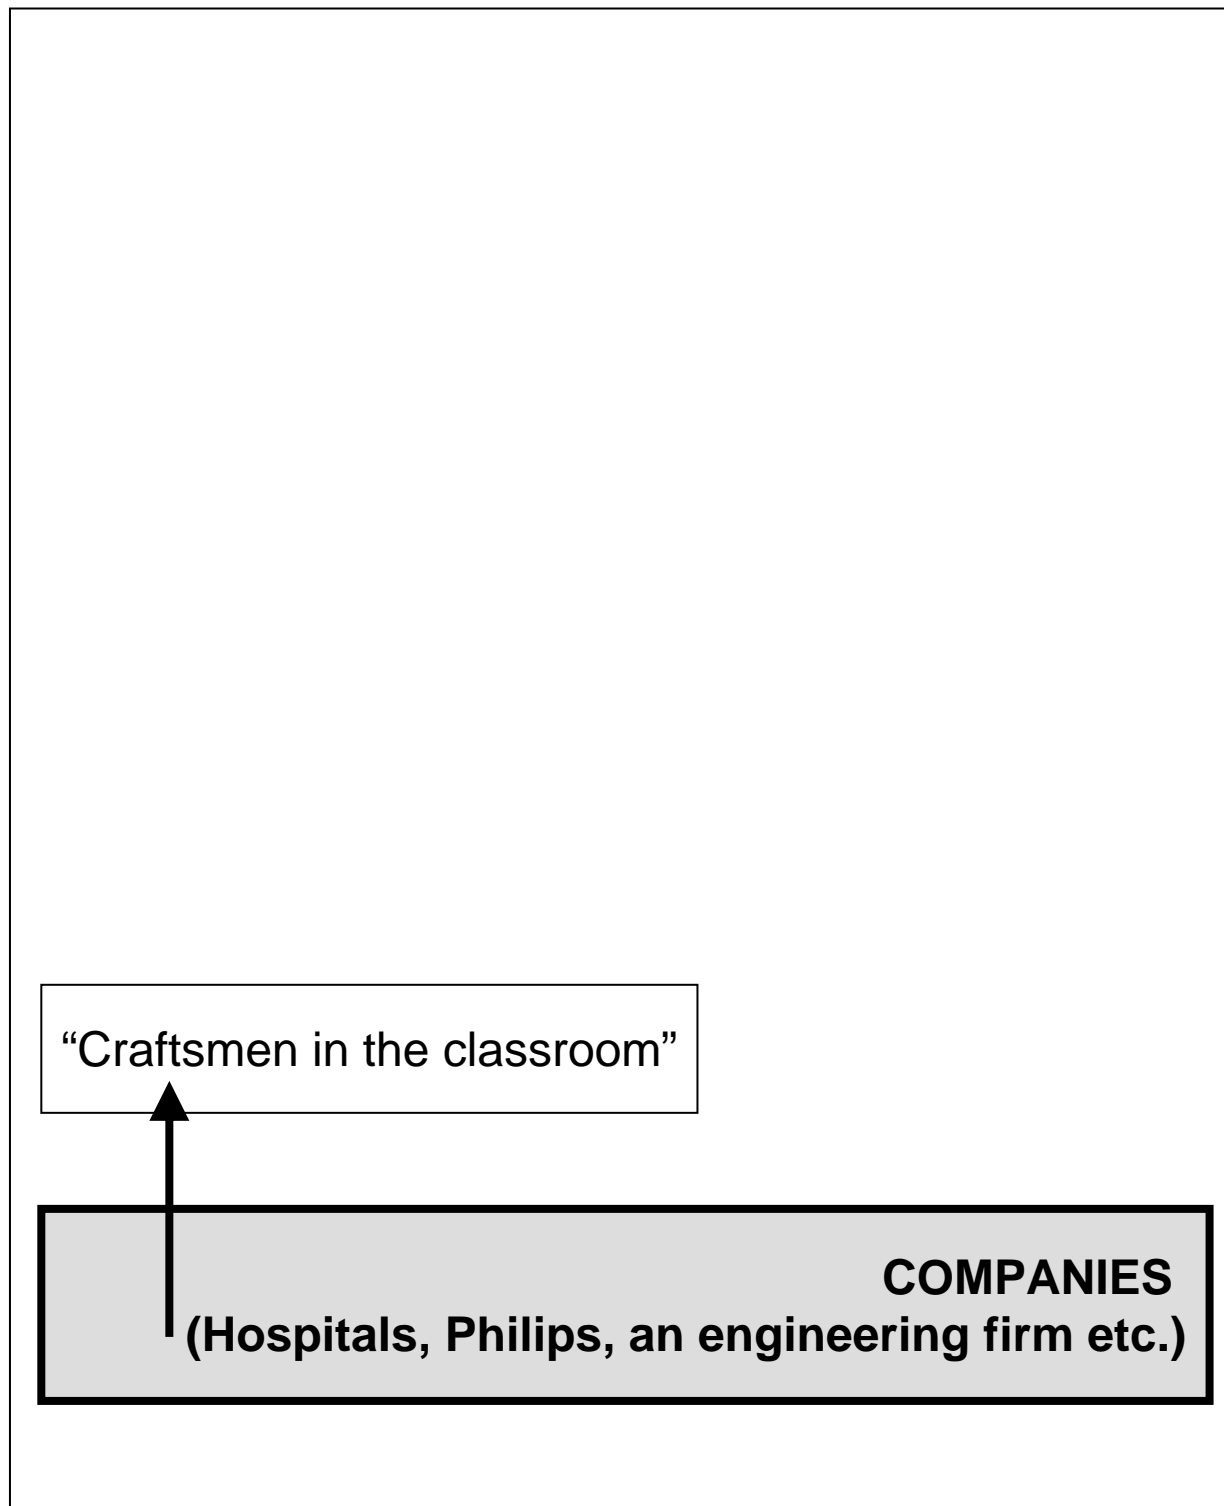 “Craftsmen in the classroom”
COMPANIES
(Hospitals, Philips, an engineering firm etc.)